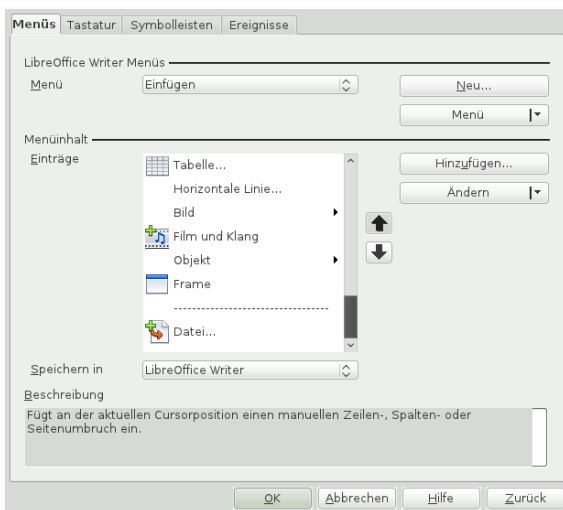 Menüs Tastatur Symbolleisten Ereignisse
LibreOffice Writer Menüs
Menü Einfügen Neu...
Menü
Menüinhalt
Einträge Tabelle... Hinzufügen...
Horizontale Linie... Ändern
Bild
Film und Klang
Objekt
Frame
--------------------------------
Datei...
Speichern in LibreOffice Writer
Beschreibung
Fügt an der aktuellen Cursorposition einen manuellen Zeilen-, Spalten- oder
Seitenumbruch ein.
OK Abbrechen Hilfe Zurück